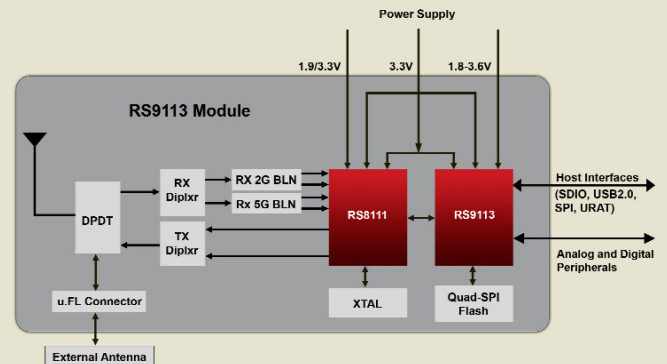 Power Supply
1.9/3.3V
3.3V
1.8-3.6V
RS9113 Module
RX
Diplxr
RX 2G BLN
Rx 5G BLN
DPDT
TX
Diplxr
RS8111
RS9113
Host Interfaces
(SDIO, USB2.0,
SPI, URAT)
Analog and Digital
Peripherals
u.FL Connector
XTAL
Quad-SPI
Flash
External Antenna